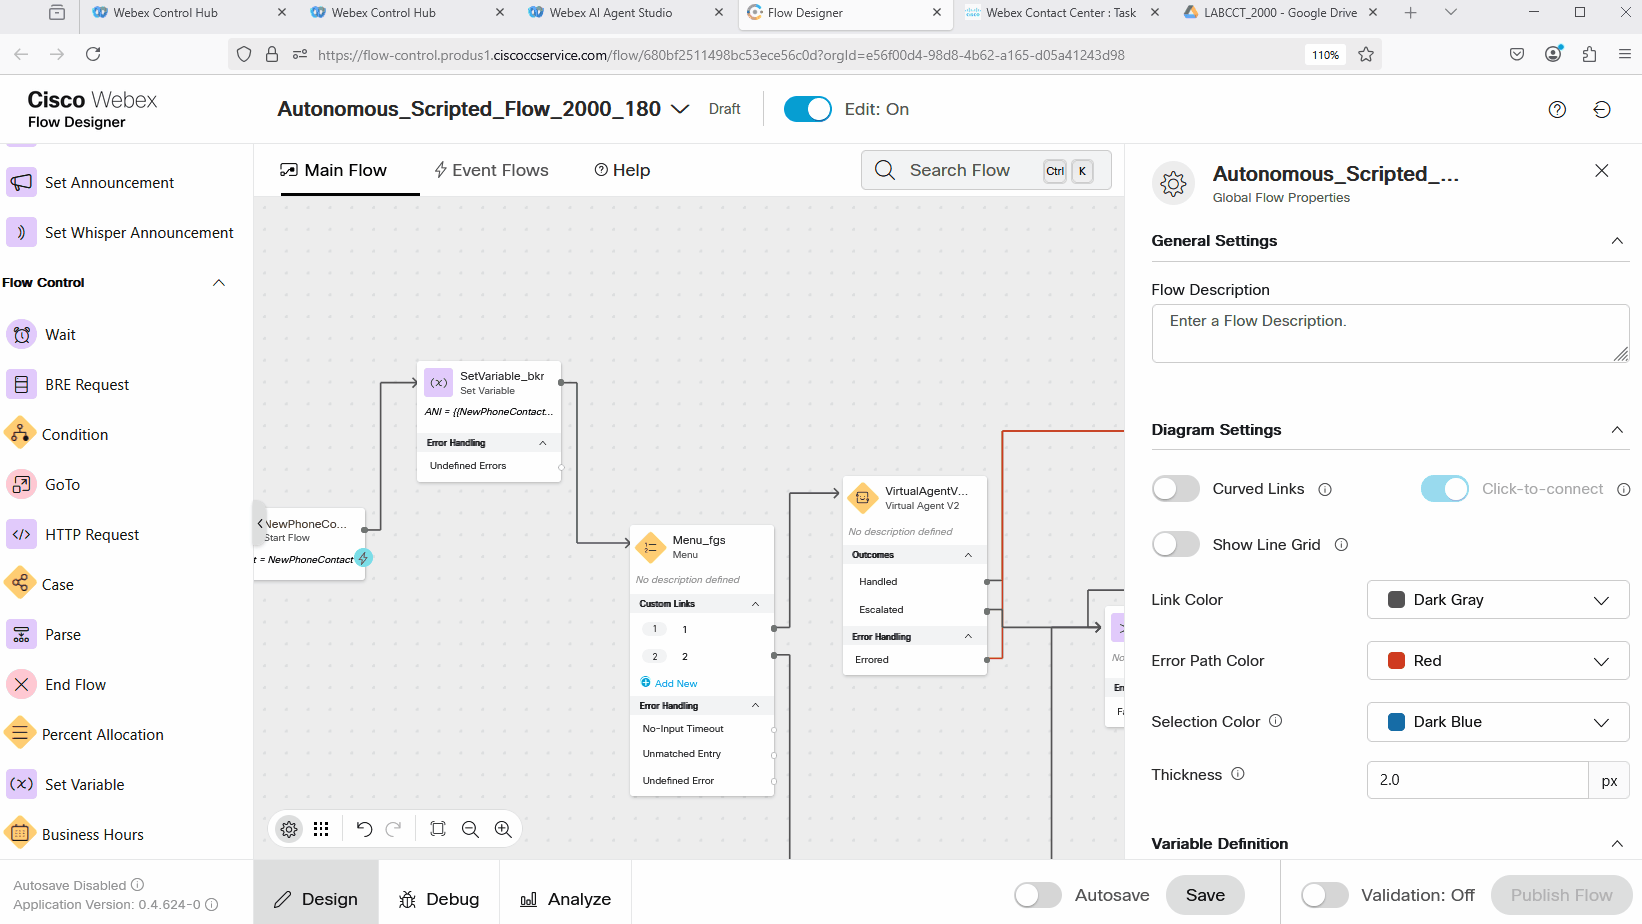 Webex Control Hub
Webex Control Hub
Webex AI Agent Studio
Flow Designer
Webex Contact Center : Task
LABCCT_2000 - Google Drive
https://flow-control.produs1.ciscoccservice.com/flow/680bf2511498bc53ece56c0d?orgId=e56f00d4-98d8-4b62-a165-d05a41243d98
110%
Cisco Webex
Flow Designer
Autonomous_Scripted_Flow_2000_180
Draft
Edit: On
Set Announcement
Set Whisper Announcement
Flow Control
Wait
BRE Request
Condition
GoTo
HTTP Request
Case
Parse
End Flow
Percent Allocation
Set Variable
Business Hours
Autosave Disabled
Application Version: 0.4.624-0
Main Flow
Event Flows
Help
Search Flow
Ctrl
K
NewPhoneCo...
Start Flow
t = NewPhoneContact
SetVariable_bkr
Set Variable
ANI = {{NewPhoneContact...
Error Handling
Undefined Errors
Menu_fgs
Menu
No description defined
Custom Links
1 1
2 2
Add New
Error Handling
No-Input Timeout
Unmatched Entry
Undefined Error
VirtualAgentV...
Virtual Agent V2
No description defined
Outcomes
Handled
Escalated
Error Handling
Errored
No
Er
Fa
Autonomous_Scripted_...
Global Flow Properties
General Settings
Flow Description
Enter a Flow Description.
Diagram Settings
Curved Links
Click-to-connect
Show Line Grid
Link Color
Dark Gray
Error Path Color
Red
Selection Color
Dark Blue
Thickness
2.0
px
Variable Definition
Design
Debug
Analyze
Autosave
Save
Validation: Off
Publish Flow